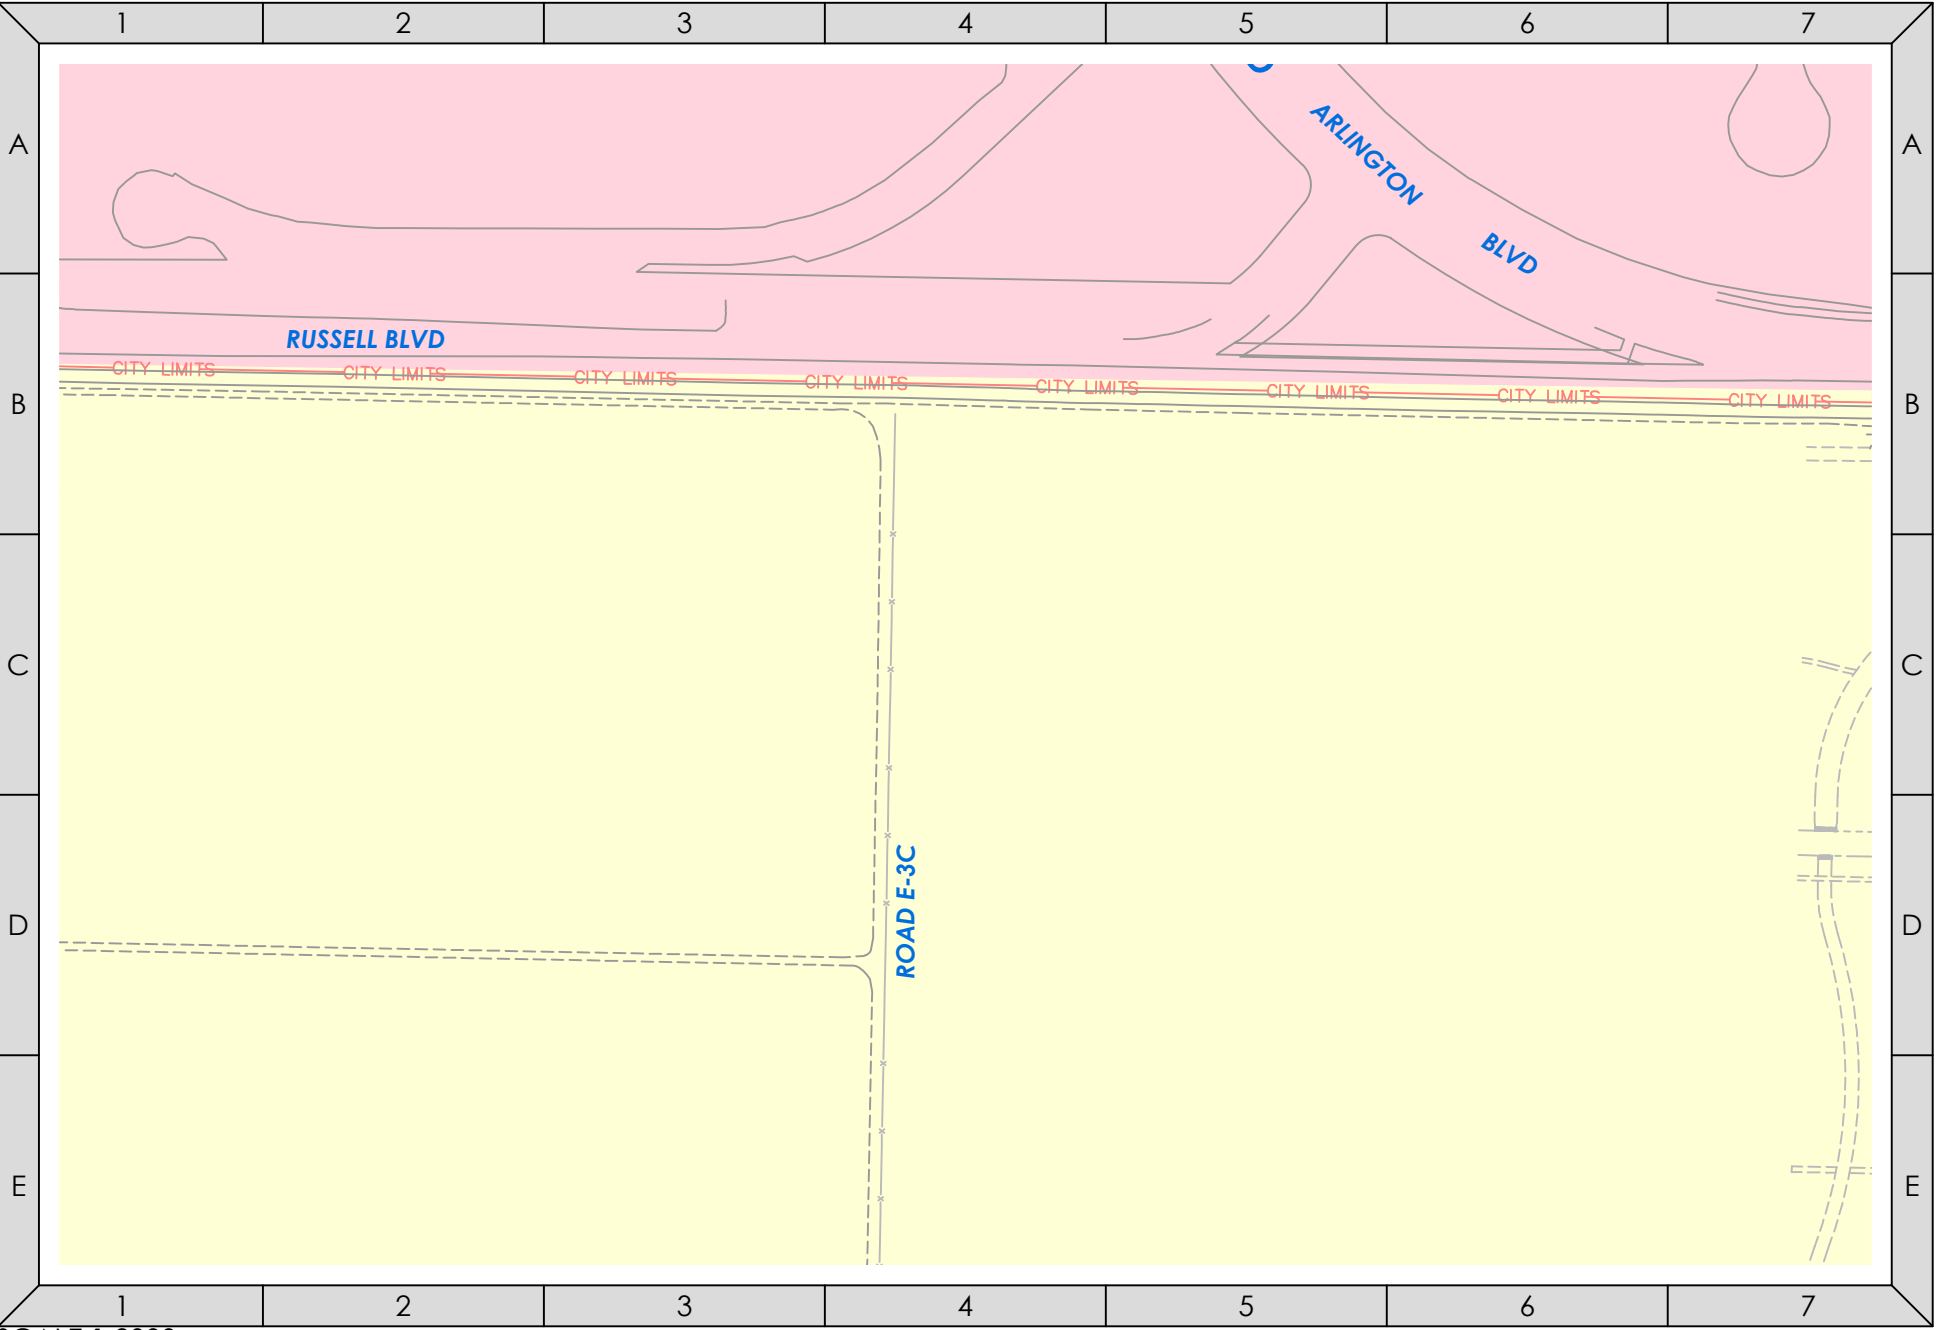 1 2 3 4 5 6 7
A A
ARLINGTON
BLVD
RUSSELL BLVD
CITY LIMITS CITY LIMITS CITY LIMITS CITY LIMITS CITY LIMITS CITY LIMITS CITY LIMITS CITY LIMITS
B B
C C
ROAD E-3C
D D
E E
1 2 3 4 5 6 7